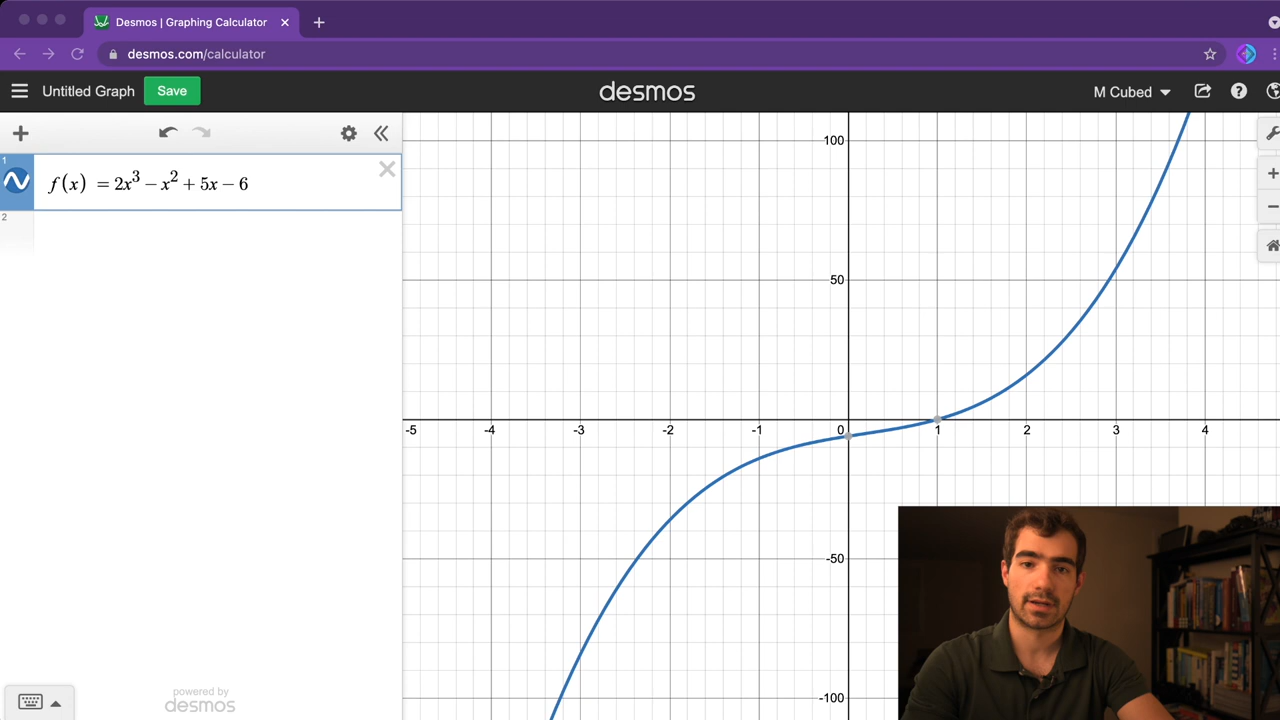 Desmos | Graphing Calculator
desmos.com/calculator
Untitled Graph Save desmos M Cubed
1
f(x) = 2x³ − x² + 5x − 6
2
100
50
-5 -4 -3 -2 -1 0 1 2 3 4
-50
-100
powered by
desmos